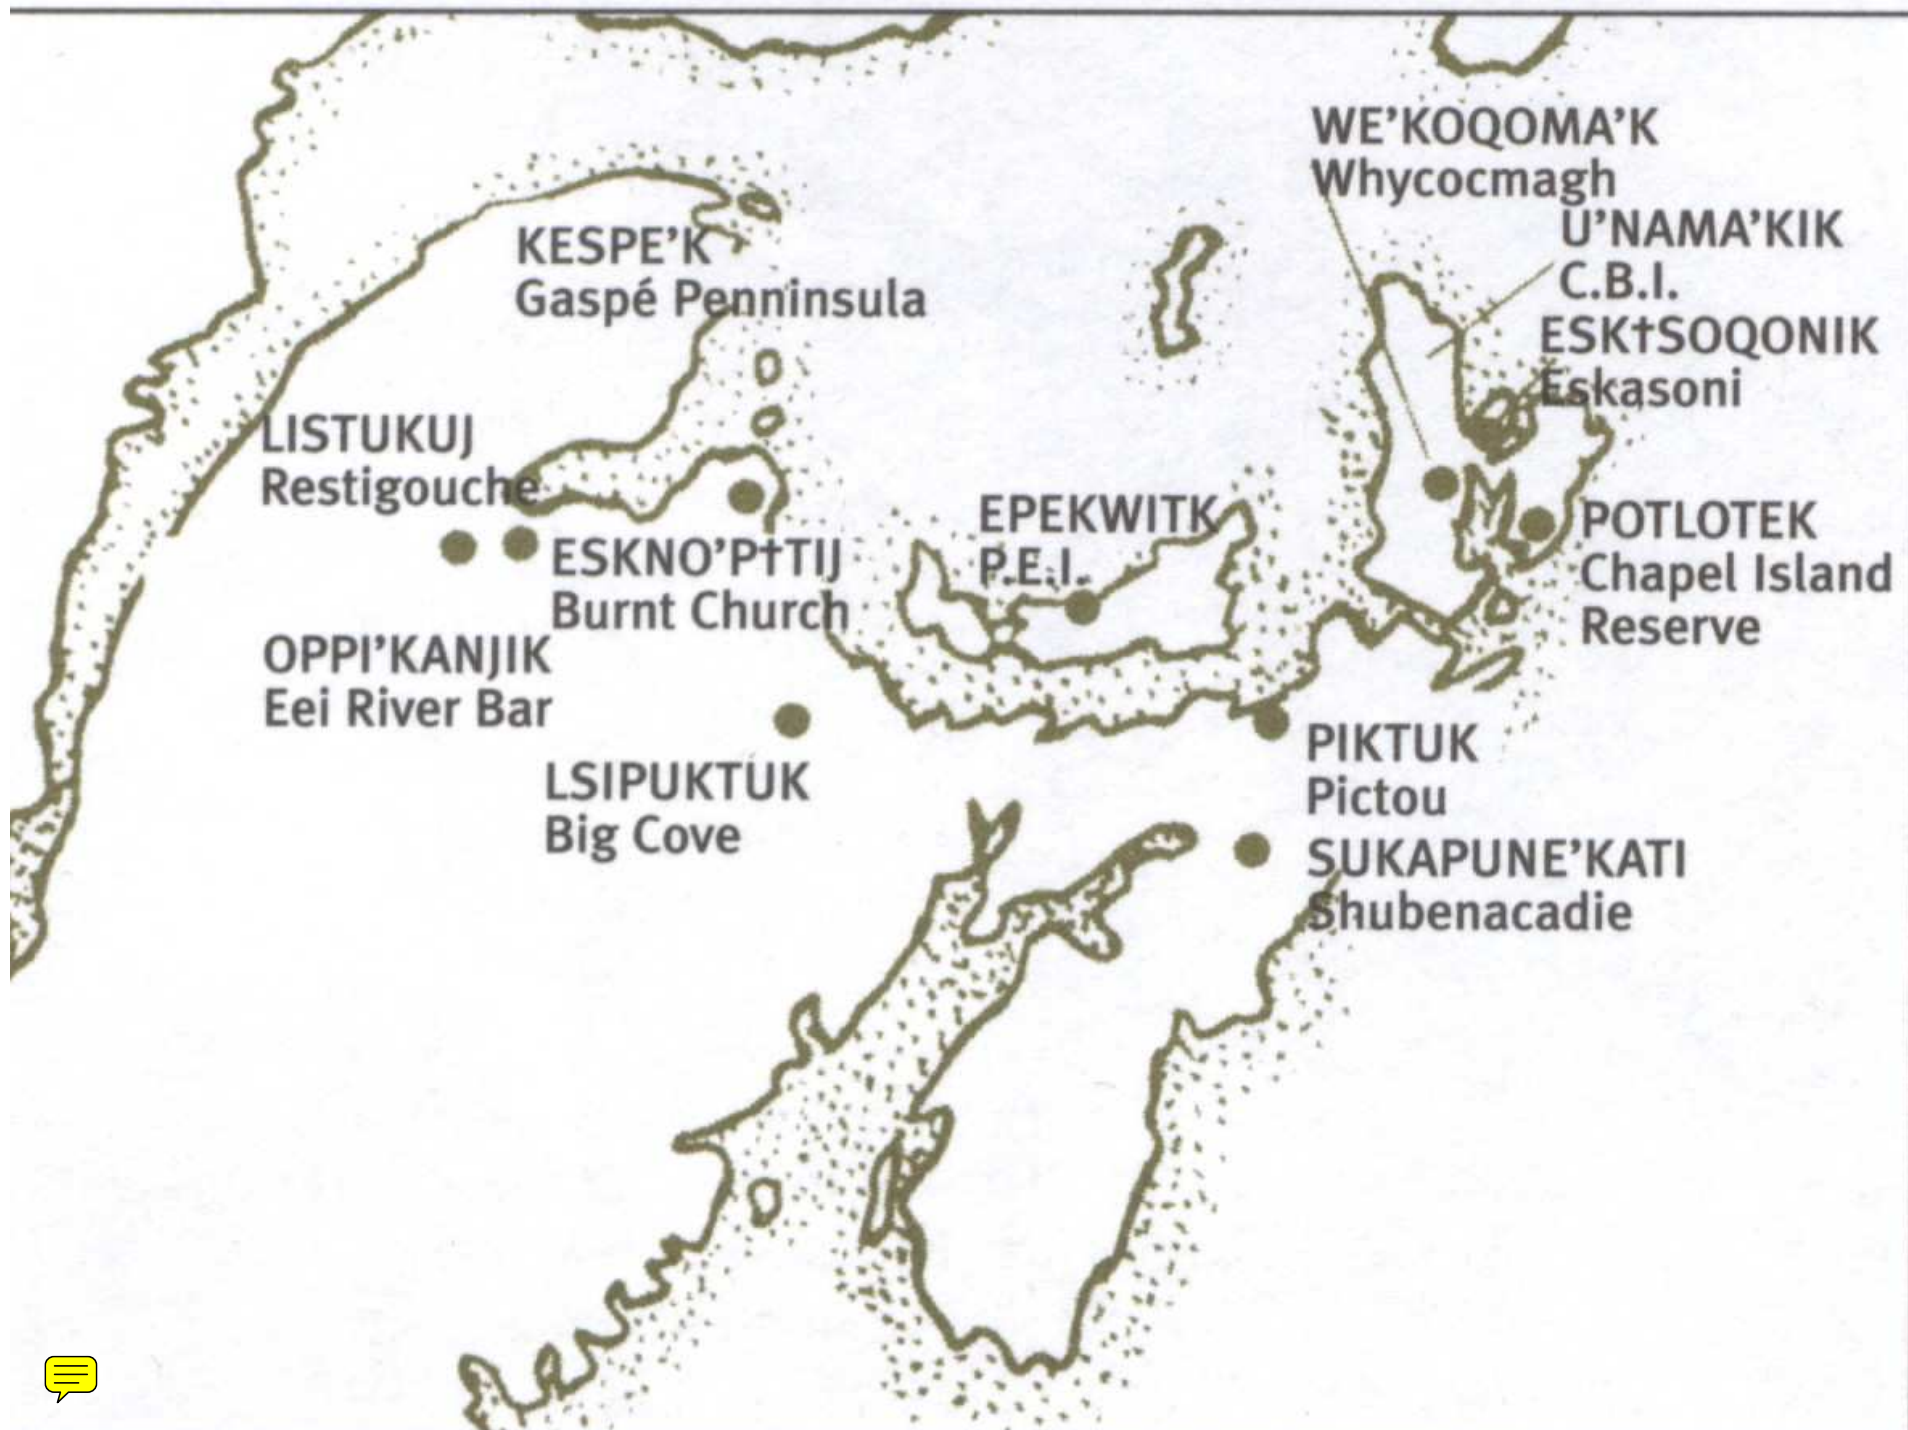 WE’KOQOMA’K
Whycocmagh
U’NAMA’KIK
C.B.I.
ESK†SOQONIK
Eskasoni
KESPE’K
Gaspé Penninsula
LISTUKUJ
Restigouche
EPEKWITK
P.E.I.
POTLOTEK
Chapel Island
Reserve
ESKNO’P†TIJ
Burnt Church
OPPI’KANJIK
Eei River Bar
LSIPUKTUK
Big Cove
PIKTUK
Pictou
SUKAPUNE’KATI
Shubenacadie